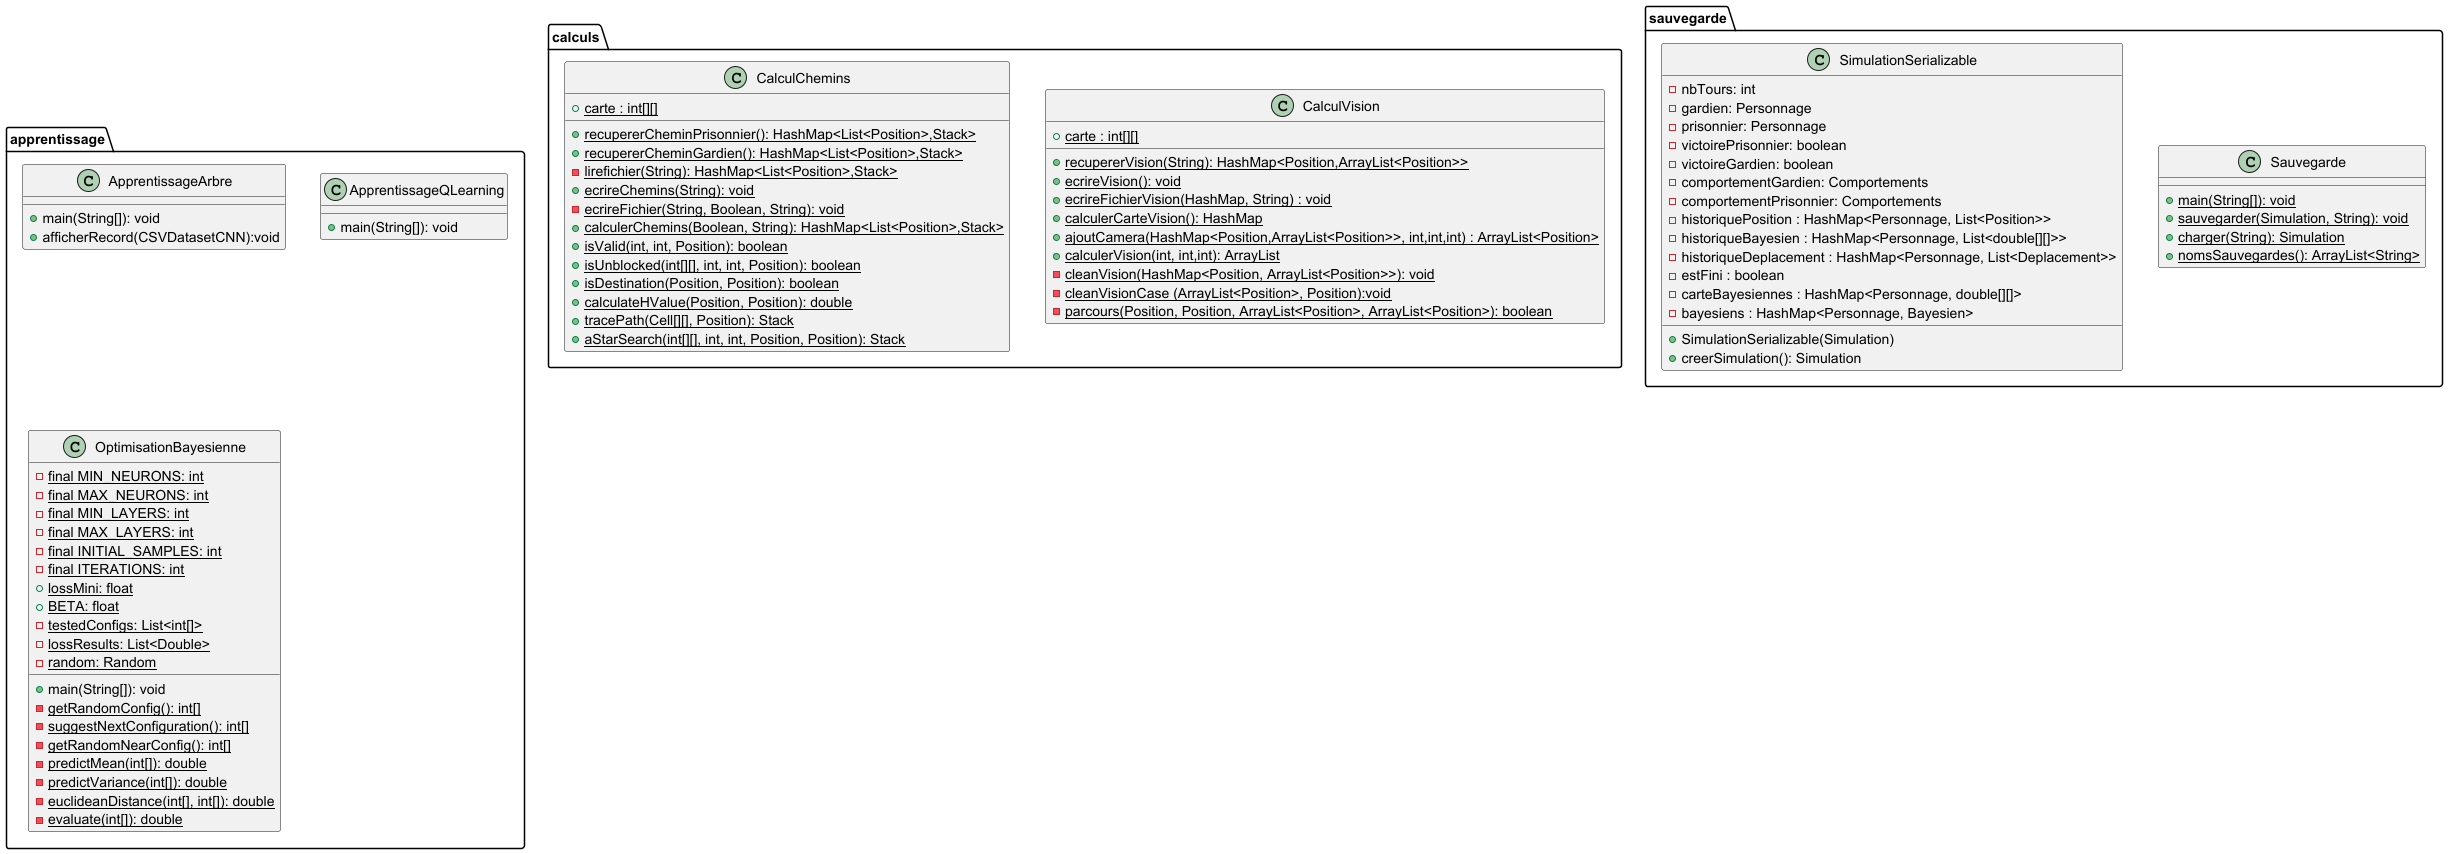 apprentissage
C ApprentissageArbre
main(String[]): void
afficherRecord(CSVDatasetCNN):void
C ApprentissageQLearning
main(String[]): void
C OptimisationBayesienne
final MIN_NEURONS: int
final MAX_NEURONS: int
final MIN_LAYERS: int
final MAX_LAYERS: int
final INITIAL_SAMPLES: int
final ITERATIONS: int
lossMini: float
BETA: float
testedConfigs: List<int[]>
lossResults: List<Double>
random: Random
main(String[]): void
getRandomConfig(): int[]
suggestNextConfiguration(): int[]
getRandomNearConfig(): int[]
predictMean(int[]): double
predictVariance(int[]): double
euclideanDistance(int[], int[]): double
evaluate(int[]): double
calculs
C CalculChemins
carte : int[][]
recupererCheminPrisonnier(): HashMap<List<Position>,Stack>
recupererCheminGardien(): HashMap<List<Position>,Stack>
lirefichier(String): HashMap<List<Position>,Stack>
ecrireChemins(String): void
ecrireFichier(String, Boolean, String): void
calculerChemins(Boolean, String): HashMap<List<Position>,Stack>
isValid(int, int, Position): boolean
isUnblocked(int[][], int, int, Position): boolean
isDestination(Position, Position): boolean
calculateHValue(Position, Position): double
tracePath(Cell[][], Position): Stack
aStarSearch(int[][], int, int, Position, Position): Stack
C CalculVision
carte : int[][]
recupererVision(String): HashMap<Position,ArrayList<Position>>
ecrireVision(): void
ecrireFichierVision(HashMap, String) : void
calculerCarteVision(): HashMap
ajoutCamera(HashMap<Position,ArrayList<Position>>, int,int,int) : ArrayList<Position>
calculerVision(int, int,int): ArrayList
cleanVision(HashMap<Position, ArrayList<Position>>): void
cleanVisionCase (ArrayList<Position>, Position):void
parcours(Position, Position, ArrayList<Position>, ArrayList<Position>): boolean
sauvegarde
C SimulationSerializable
nbTours: int
gardien: Personnage
prisonnier: Personnage
victoirePrisonnier: boolean
victoireGardien: boolean
comportementGardien: Comportements
comportementPrisonnier: Comportements
historiquePosition : HashMap<Personnage, List<Position>>
historiqueBayesien : HashMap<Personnage, List<double[][]>>
historiqueDeplacement : HashMap<Personnage, List<Deplacement>>
estFini : boolean
carteBayesiennes : HashMap<Personnage, double[][]>
bayesiens : HashMap<Personnage, Bayesien>
SimulationSerializable(Simulation)
creerSimulation(): Simulation
C Sauvegarde
main(String[]): void
sauvegarder(Simulation, String): void
charger(String): Simulation
nomsSauvegardes(): ArrayList<String>